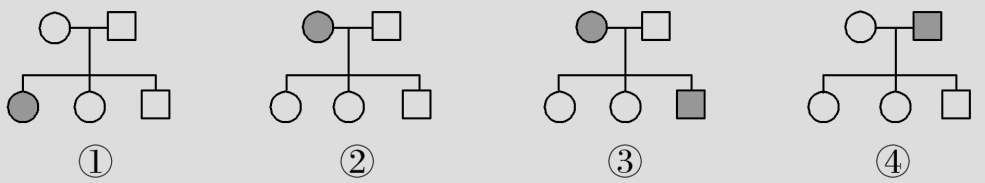 ① ② ③ ④